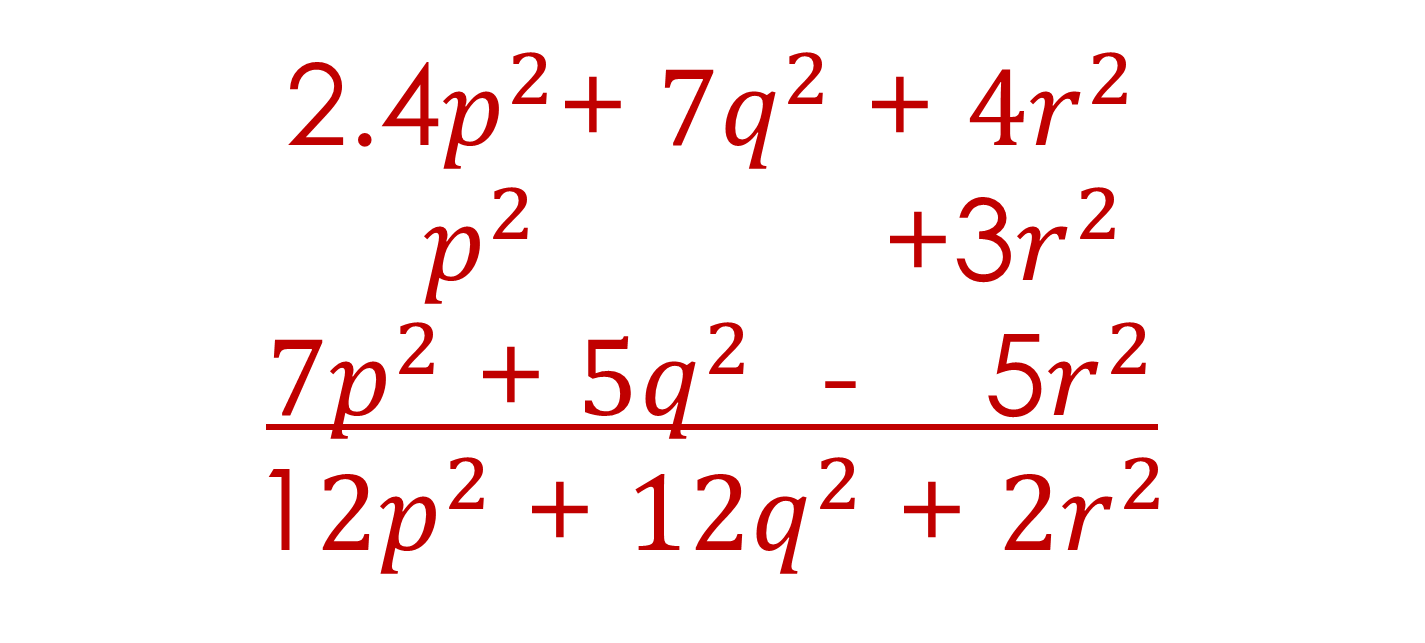 2.4p² + 7q² + 4r²
p² +3r²
7p² + 5q² - 5r²
12p² + 12q² + 2r²